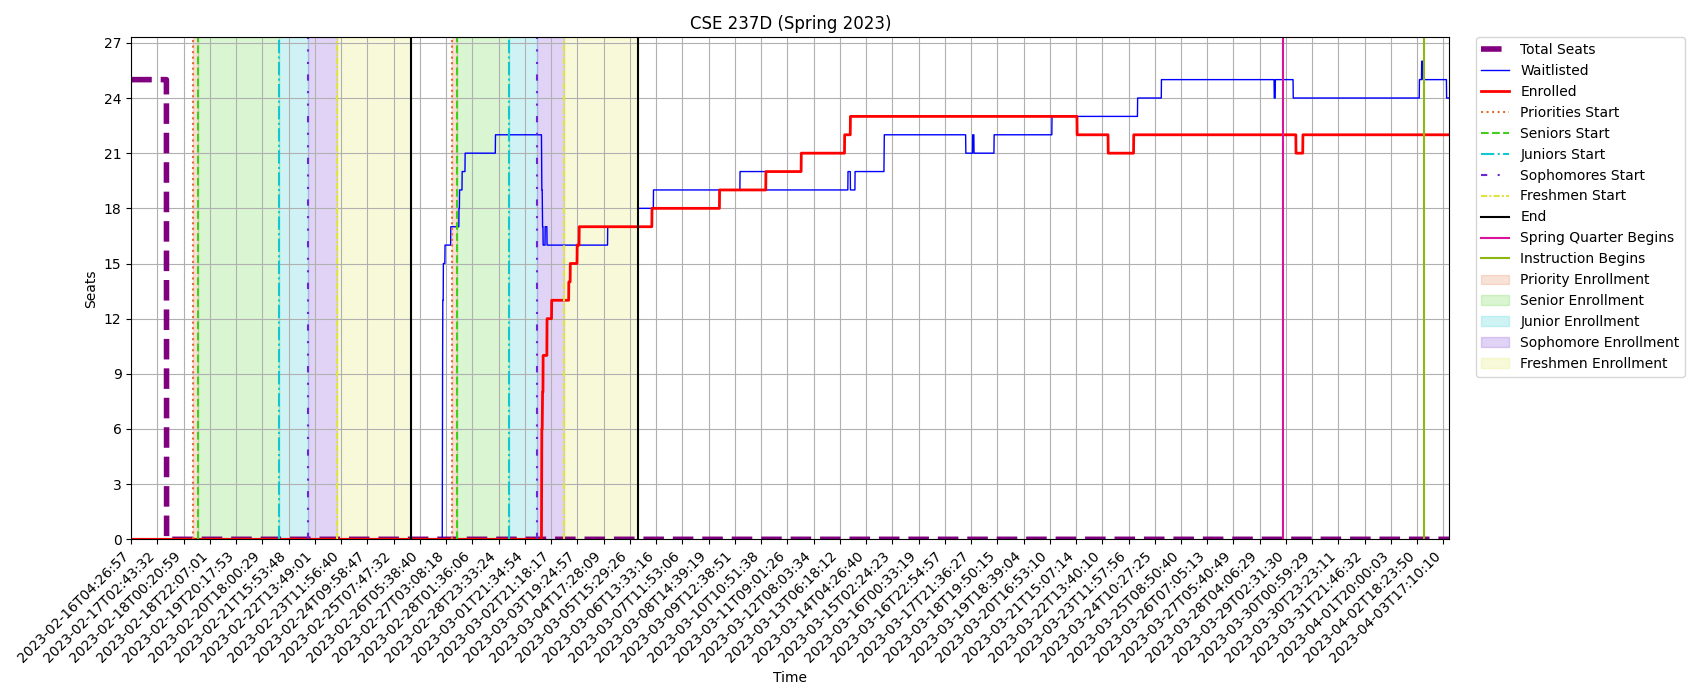 CSE 237D (Spring 2023)
27
24
21
18
15
12
9
6
3
0
Seats
2023-02-16T04:26:57
2023-02-17T02:43:32
2023-02-18T00:20:59
2023-02-18T22:07:01
2023-02-19T20:17:53
2023-02-20T18:00:29
2023-02-21T15:53:48
2023-02-22T13:49:01
2023-02-23T11:56:40
2023-02-24T09:58:47
2023-02-25T07:47:32
2023-02-26T05:38:40
2023-02-27T03:08:18
2023-02-28T01:36:06
2023-02-28T23:33:24
2023-03-01T21:34:54
2023-03-02T21:18:17
2023-03-03T19:24:57
2023-03-04T17:28:09
2023-03-05T15:29:26
2023-03-06T13:33:16
2023-03-07T11:53:06
2023-03-08T14:39:19
2023-03-09T12:38:51
2023-03-10T10:51:38
2023-03-11T09:01:26
2023-03-12T08:03:34
2023-03-13T06:18:12
2023-03-14T04:26:40
2023-03-15T02:24:23
2023-03-16T00:33:19
2023-03-16T22:54:57
2023-03-17T21:36:27
2023-03-18T19:50:15
2023-03-19T18:39:04
2023-03-20T16:53:10
2023-03-21T15:07:14
2023-03-22T13:40:10
2023-03-23T11:57:56
2023-03-24T10:27:25
2023-03-25T08:50:40
2023-03-26T07:05:13
2023-03-27T05:40:49
2023-03-28T04:06:29
2023-03-29T02:31:30
2023-03-30T00:59:29
2023-03-30T23:23:11
2023-03-31T21:46:32
2023-04-01T20:00:03
2023-04-02T18:23:50
2023-04-03T17:10:10
Time
Total Seats
Waitlisted
Enrolled
Priorities Start
Seniors Start
Juniors Start
Sophomores Start
Freshmen Start
End
Spring Quarter Begins
Instruction Begins
Priority Enrollment
Senior Enrollment
Junior Enrollment
Sophomore Enrollment
Freshmen Enrollment